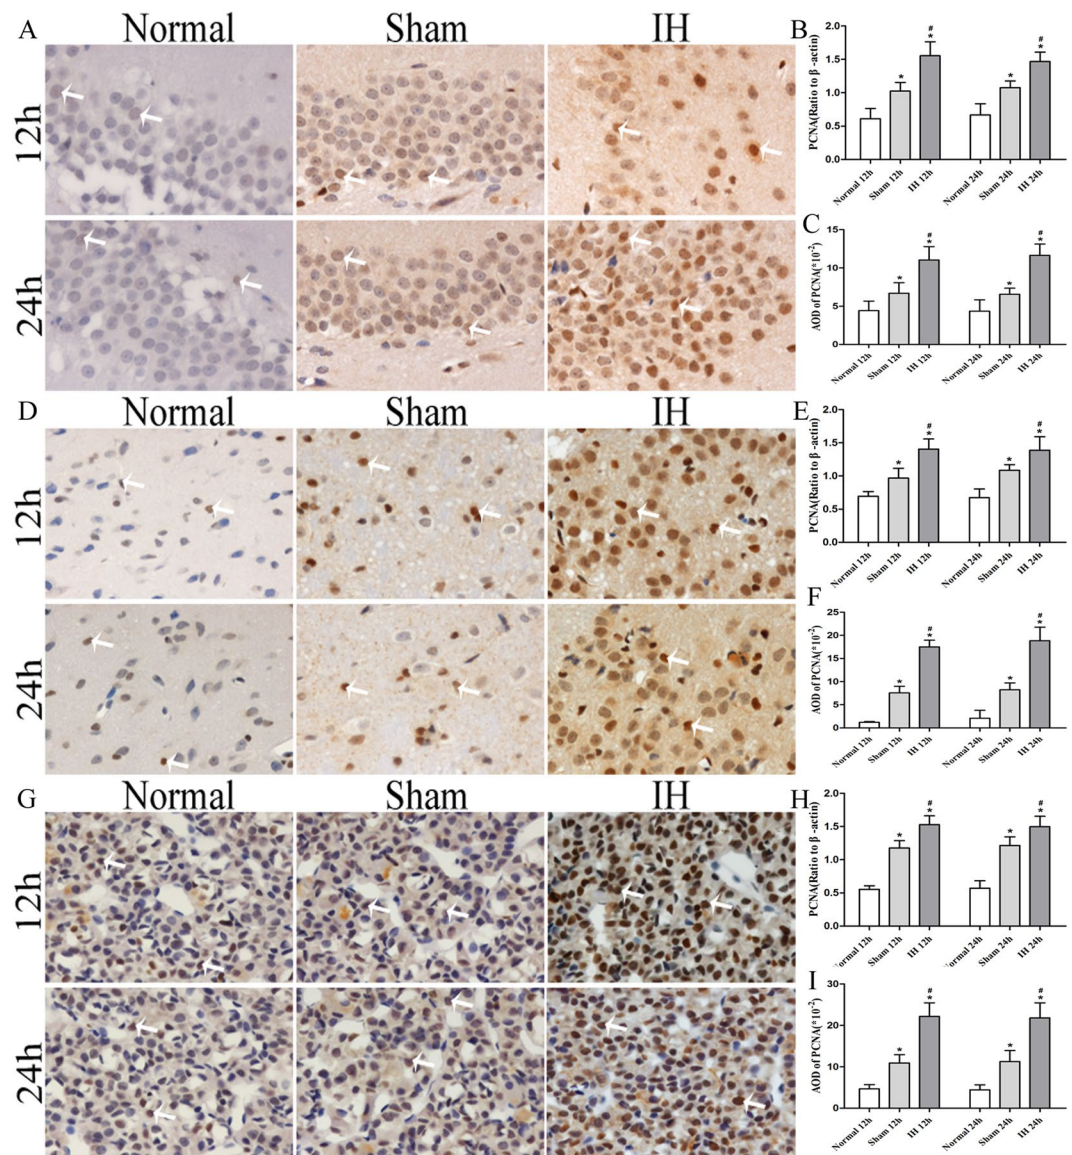 A
Normal
Sham
IH
12h
24h
B
PCNA(Ratio to β -actin)
2.0
1.5
1.0
0.5
0.0
*
#
*
*
#
*
Normal 12h
Sham 12h
IH 12h
Normal 24h
Sham 24h
IH 24h
C
AOD of PCNA(*10-2)
15
10
5
0
*
#
*
*
#
*
Normal 12h
Sham 12h
IH 12h
Normal 24h
Sham 24h
IH 24h
D
Normal
Sham
IH
12h
24h
E
PCNA(Ratio to β -actin)
2.0
1.5
1.0
0.5
0.0
*
#
*
*
#
*
Normal 12h
Sham 12h
IH 12h
Normal 24h
Sham 24h
IH 24h
F
AOD of PCNA(*10-2)
25
20
15
10
5
0
*
#
*
*
#
*
Normal 12h
Sham 12h
IH 12h
Normal 24h
Sham 24h
IH 24h
G
Normal
Sham
IH
12h
24h
H
PCNA(Ratio to β -actin)
2.0
1.5
1.0
0.5
0.0
*
#
*
*
#
*
Normal 12h
Sham 12h
IH 12h
Normal 24h
Sham 24h
IH 24h
I
AOD of PCNA(*10-2)
30
20
10
0
*
#
*
*
#
*
Normal 12h
Sham 12h
IH 12h
Normal 24h
Sham 24h
IH 24h